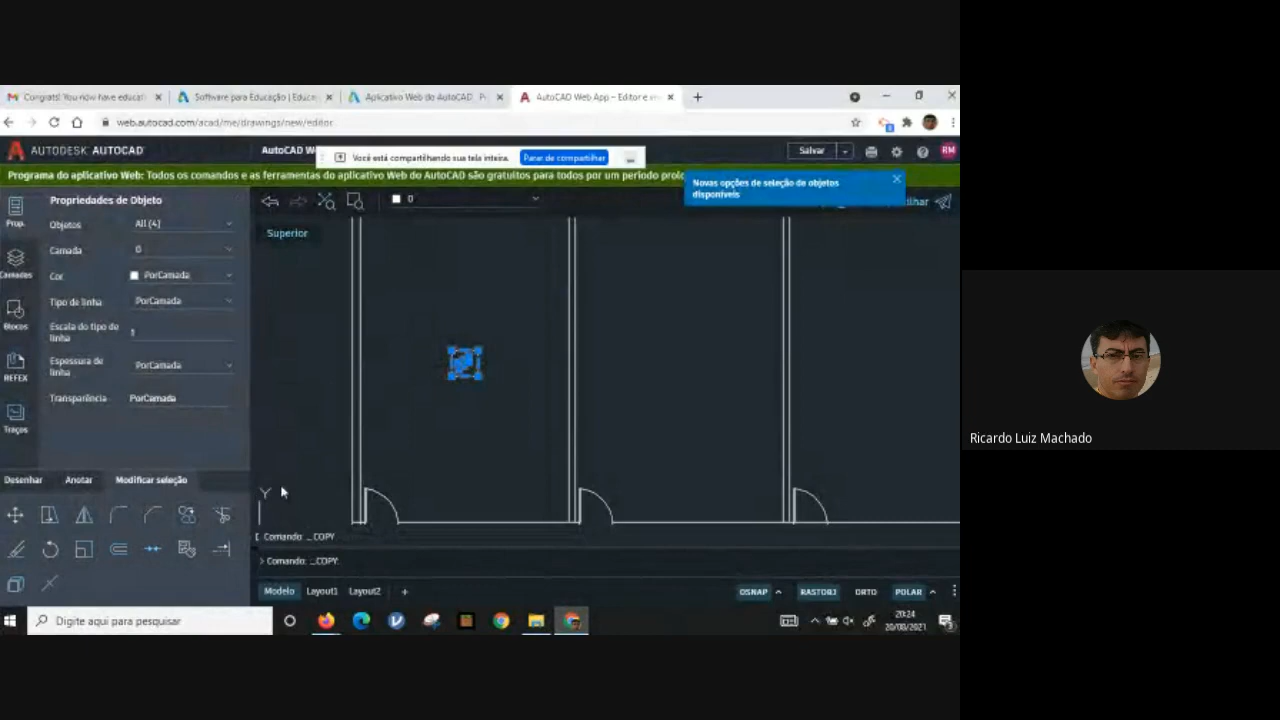 Congrats! You now have educat
Software para Educação | Educa
Aplicativo Web do AutoCAD
AutoCAD Web App – Editor e
web.autocad.com/acad/me/drawings/new/editor
AUTODESK AUTOCAD
AutoCAD W
Você está compartilhando sua tela inteira.
Parar de compartilhar
Salvar
RM
Programa do aplicativo Web: Todos os comandos e as ferramentas do aplicativo Web do AutoCAD são gratuitos para todos por um período prolo
Novas opções de seleção de objetos
disponíveis
Propriedades de Objeto
Prop.
Objetos
All (4)
0
Superior
Camada
0
Camadas
Cor
PorCamada
Tipo de linha
PorCamada
Blocos
Escala do tipo de
linha
1
REFEX
Espessura de
linha
PorCamada
Transparência
PorCamada
Traços
Desenhar
Anotar
Modificar seleção
Y
Comando: _COPY
> Comando: _COPY
Modelo
Layout1
Layout2
+
OSNAP
RASTOBJ
ORTO
POLAR
Digite aqui para pesquisar
20:24
20/08/2021
Ricardo Luiz Machado